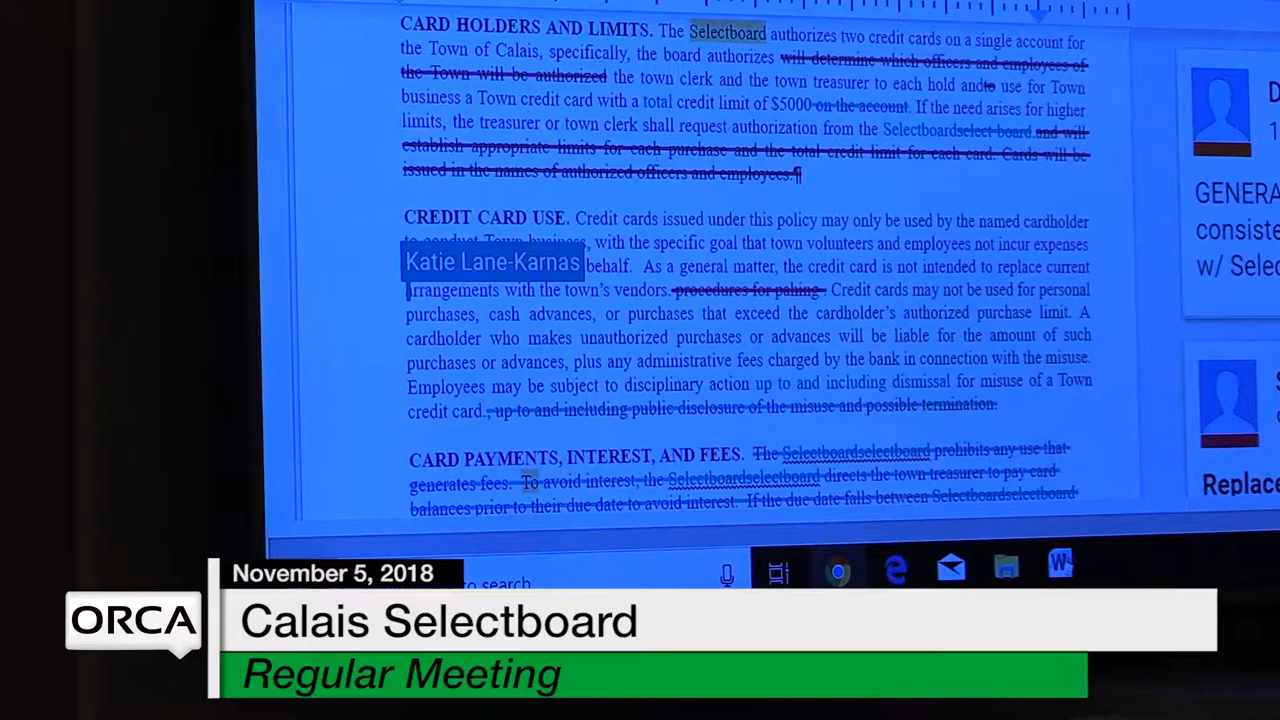 CARD HOLDERS AND LIMITS. The Selectboard authorizes two credit cards on a single account for
the Town of Calais, specifically, the board authorizes will determine which officers and employees of
the Town will be authorized the town clerk and the town treasurer to each hold andto use for Town
business a Town credit card with a total credit limit of $5000 on the account. If the need arises for higher
limits, the treasurer or town clerk shall request authorization from the Selectboardselect board.and will
establish appropriate limits for each purchase and the total credit limit for each card. Cards will be
issued in the names of authorized officers and employees.¶
CREDIT CARD USE. Credit cards issued under this policy may only be used by the named cardholder
to conduct Town business, with the specific goal that town volunteers and employees not incur expenses
Katie Lane-Karnas behalf. As a general matter, the credit card is not intended to replace current
arrangements with the town's vendors. procedures for pahing . Credit cards may not be used for personal
purchases, cash advances, or purchases that exceed the cardholder's authorized purchase limit. A
cardholder who makes unauthorized purchases or advances will be liable for the amount of such
purchases or advances, plus any administrative fees charged by the bank in connection with the misuse.
Employees may be subject to disciplinary action up to and including dismissal for misuse of a Town
credit card., up to and including public disclosure of the misuse and possible termination.
CARD PAYMENTS, INTEREST, AND FEES. The Selectboardselectboard prohibits any use that
generates fees. To avoid interest, the Selectboardselectboard directs the town treasurer to pay card
balances prior to their due date to avoid interest. If the due date falls between Selectboardselectboard
D
1
GENERA
consiste
w/ Selec
Replace
to search
November 5, 2018
ORCA
Calais Selectboard
Regular Meeting